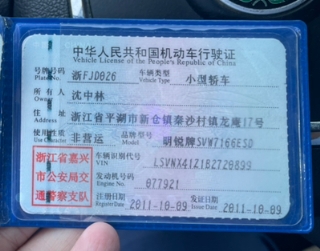 中华人民共和国机动车行驶证
Vehicle License of the People's Republic of China
号牌号码 浙FJD026 车辆类型 小型轿车
Plate No. Vehicle Type
所有人 沈中林
Owner
住址 浙江省平湖市新仓镇秦沙村镇龙庵17号
Address
使用性质 非营运 品牌型号 明锐牌SVW7166ESD
Use Character Model
浙江省嘉兴市公安局交通警察支队
车辆识别代号
VIN
发动机号码 077921
Engine No.
注册日期 2011-10-09 发证日期 2011-10-09
Register Date Issue Date